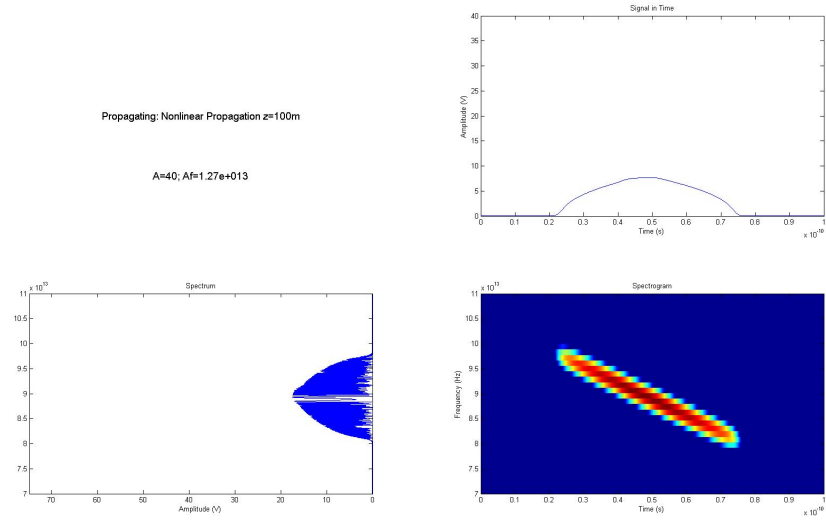 Propagating: Nonlinear Propagation z=100m
A=40; Af=1.27e+013
Signal in Time
Amplitude (V)
40
35
30
25
20
15
10
5
0
0 0.1 0.2 0.3 0.4 0.5 0.6 0.7 0.8 0.9 1
Time (s)
x 10^-10
Spectrum
x 10^13
11
10.5
10
9.5
9
8.5
8
7.5
7
70 60 50 40 30 20 10 0
Amplitude (V)
Spectrogram
x 10^13
Frequency (Hz)
11
10.5
10
9.5
9
8.5
8
7.5
7
0 0.1 0.2 0.3 0.4 0.5 0.6 0.7 0.8 0.9 1
Time (s)
x 10^-10